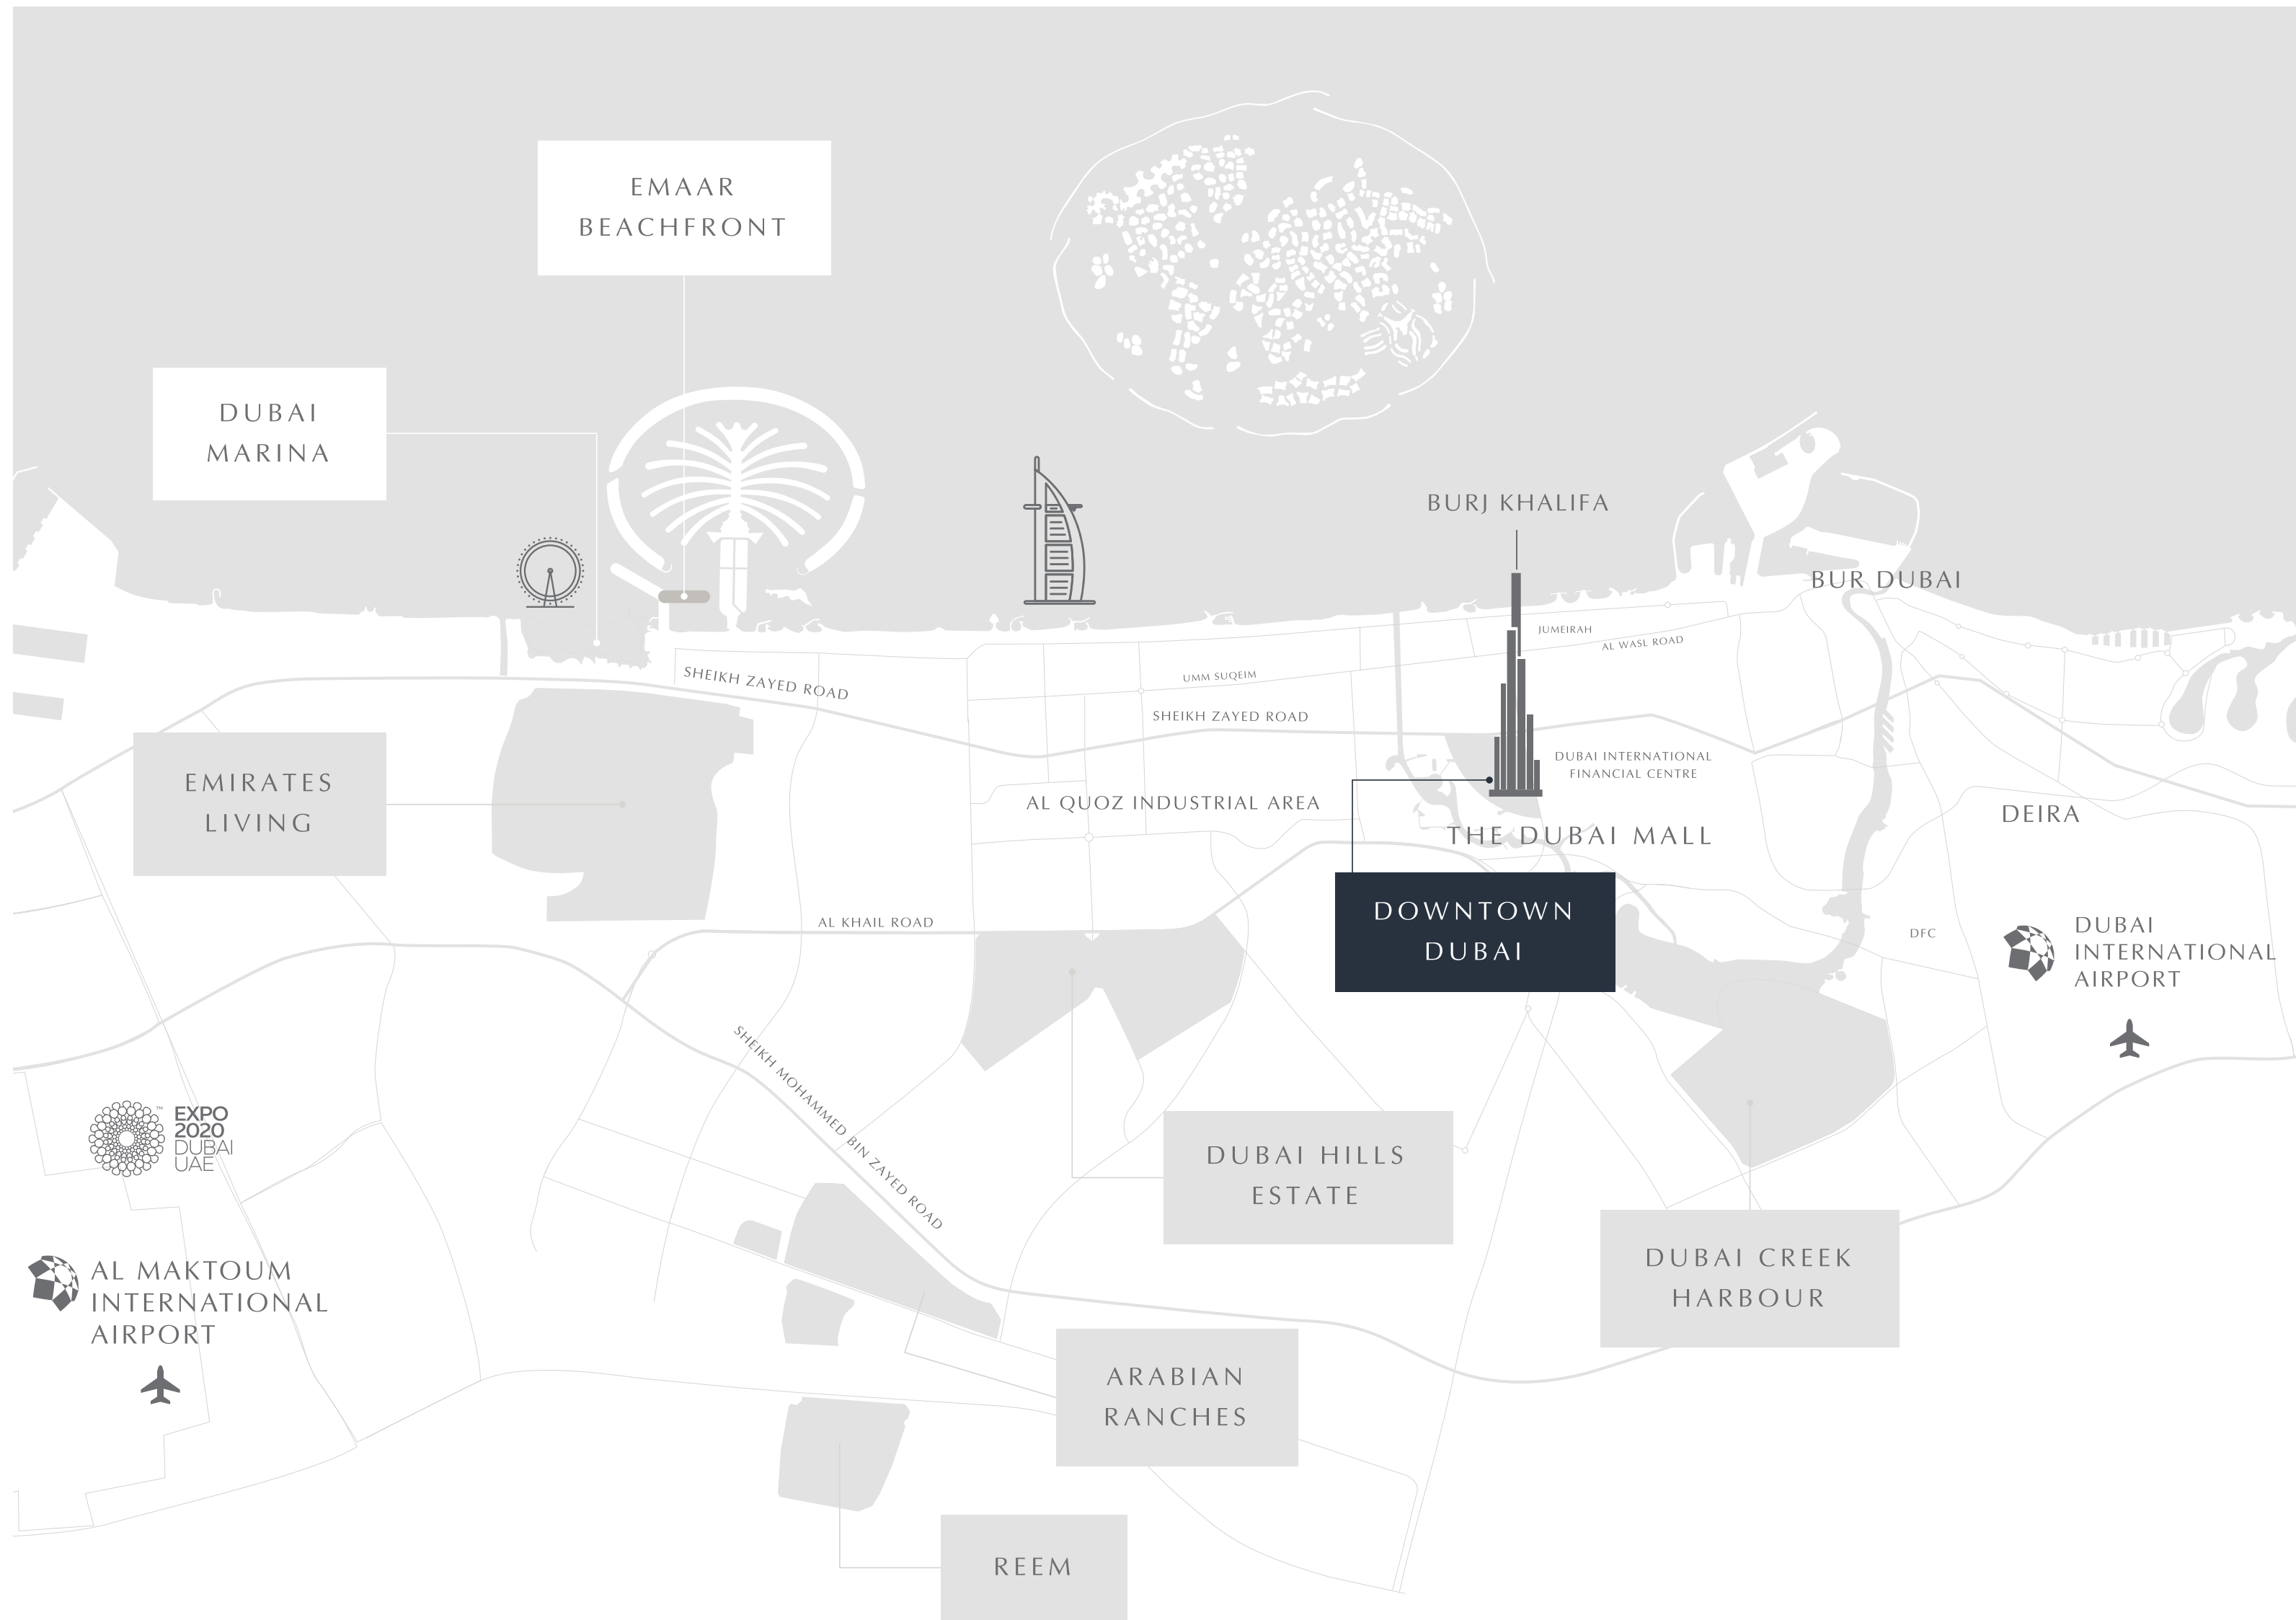 EMAAR
BEACHFRONT
DUBAI
MARINA
BURJ KHALIFA
BUR DUBAI
JUMEIRAH
AL WASL ROAD
SHEIKH ZAYED ROAD
UMM SUQEIM
SHEIKH ZAYED ROAD
DUBAI INTERNATIONAL
FINANCIAL CENTRE
EMIRATES
LIVING
AL QUOZ INDUSTRIAL AREA
THE DUBAI MALL
DEIRA
DOWNTOWN
DUBAI
AL KHAIL ROAD
DFC
DUBAI
INTERNATIONAL
AIRPORT
SHEIKH MOHAMMED BIN ZAYED ROAD
EXPO
2020
DUBAI
UAE
™
DUBAI HILLS
ESTATE
DUBAI CREEK
HARBOUR
AL MAKTOUM
INTERNATIONAL
AIRPORT
ARABIAN
RANCHES
REEM